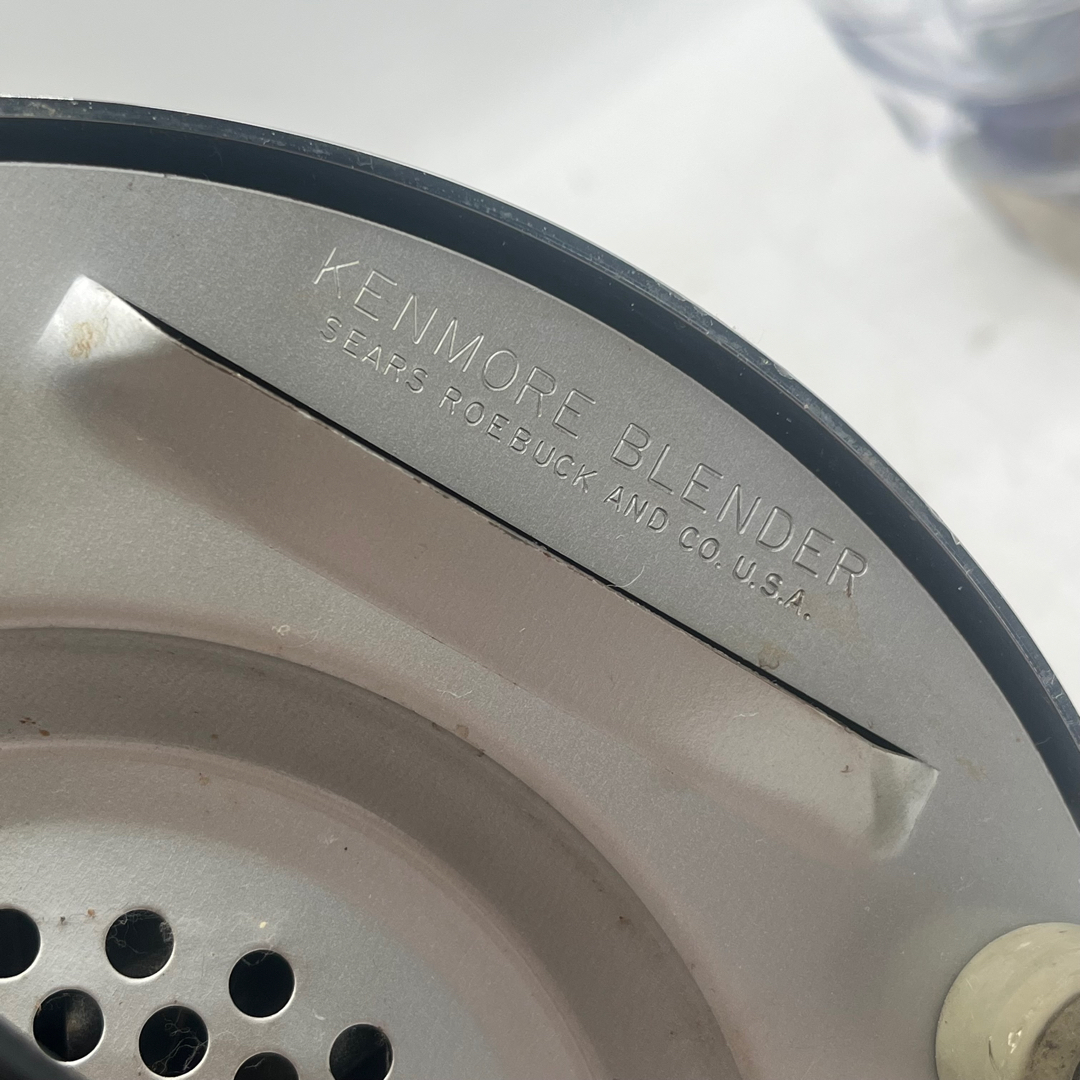 KENMORE BLENDER
SEARS ROEBUCK AND CO. U.S.A.